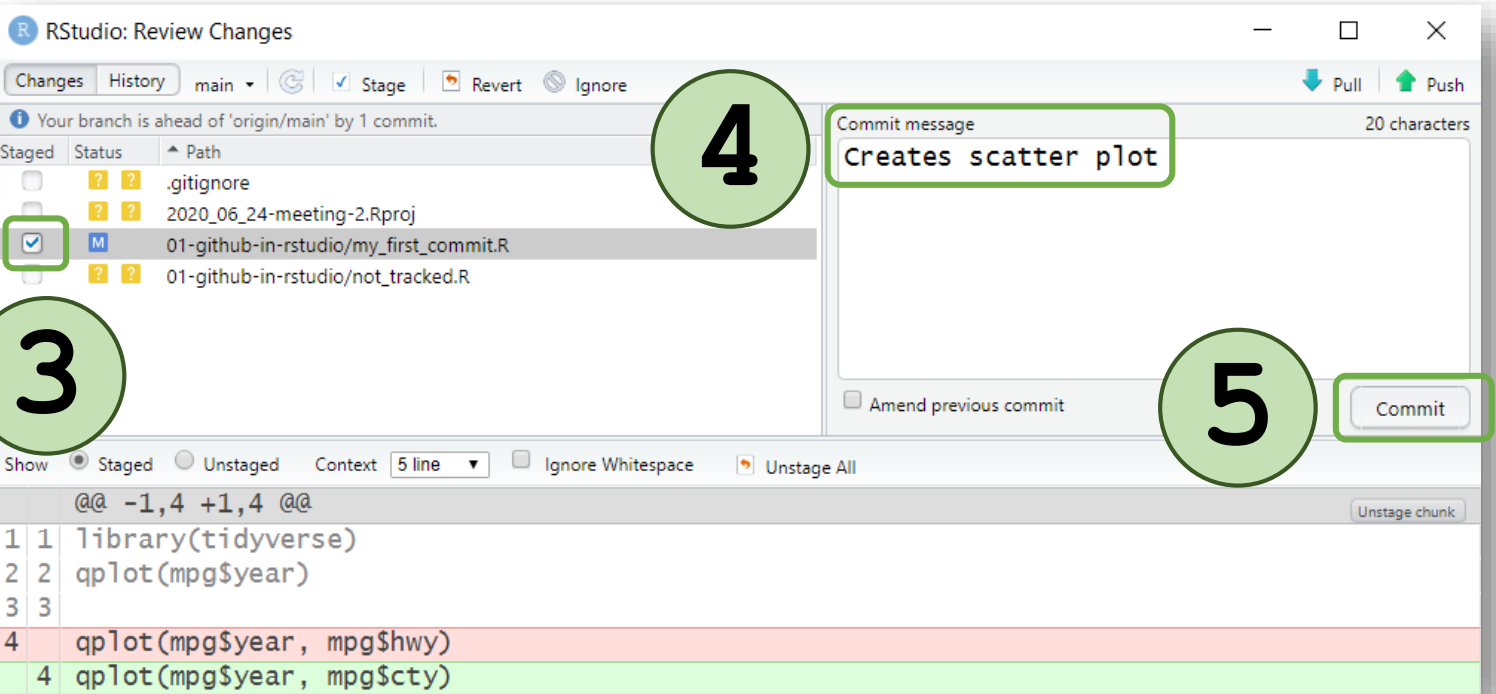 R RStudio: Review Changes
Changes History main Stage Revert Ignore Pull Push
Your branch is ahead of 'origin/main' by 1 commit.
Staged Status Path
? ? .gitignore
? ? 2020_06_24-meeting-2.Rproj
M 01-github-in-rstudio/my_first_commit.R
? ? 01-github-in-rstudio/not_tracked.R
3
4
Commit message 20 characters
Creates scatter plot
Amend previous commit
5
Commit
Show Staged Unstaged Context 5 line Ignore Whitespace Unstage All
@@ -1,4 +1,4 @@ Unstage chunk
1 1 library(tidyverse)
2 2 qplot(mpg$year)
3 3
4 qplot(mpg$year, mpg$hwy)
4 qplot(mpg$year, mpg$cty)